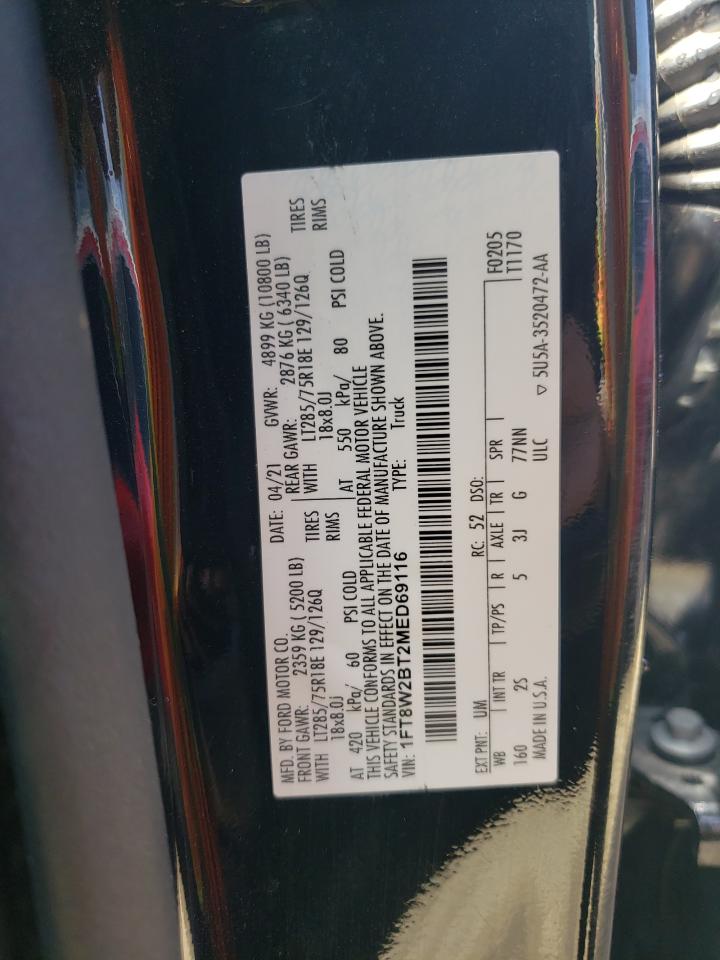 MFD. BY FORD MOTOR CO. DATE: 04/21 GVWR: 4899 KG (10800 LB)
FRONT GAWR: 2359 KG ( 5200 LB) REAR GAWR: 2876 KG ( 6340 LB)
WITH LT285/75R18E 129/126Q TIRES WITH LT285/75R18E 129/126Q TIRES
18x8.0J RIMS 18x8.0J RIMS
AT 420 kPa/ 60 PSI COLD AT 550 kPa/ 80 PSI COLD
THIS VEHICLE CONFORMS TO ALL APPLICABLE FEDERAL MOTOR VEHICLE
SAFETY STANDARDS IN EFFECT ON THE DATE OF MANUFACTURE SHOWN ABOVE.
VIN: 1FT8W2BT2MED69116 TYPE: Truck
EXT PNT: UM RC: 52 DSO:
WB INT TR TP/PS R AXLE TR SPR F0205
160 2S 5 3J G 77NN T1170
MADE IN U.S.A. ULC ▽ 5U5A-3520472-AA